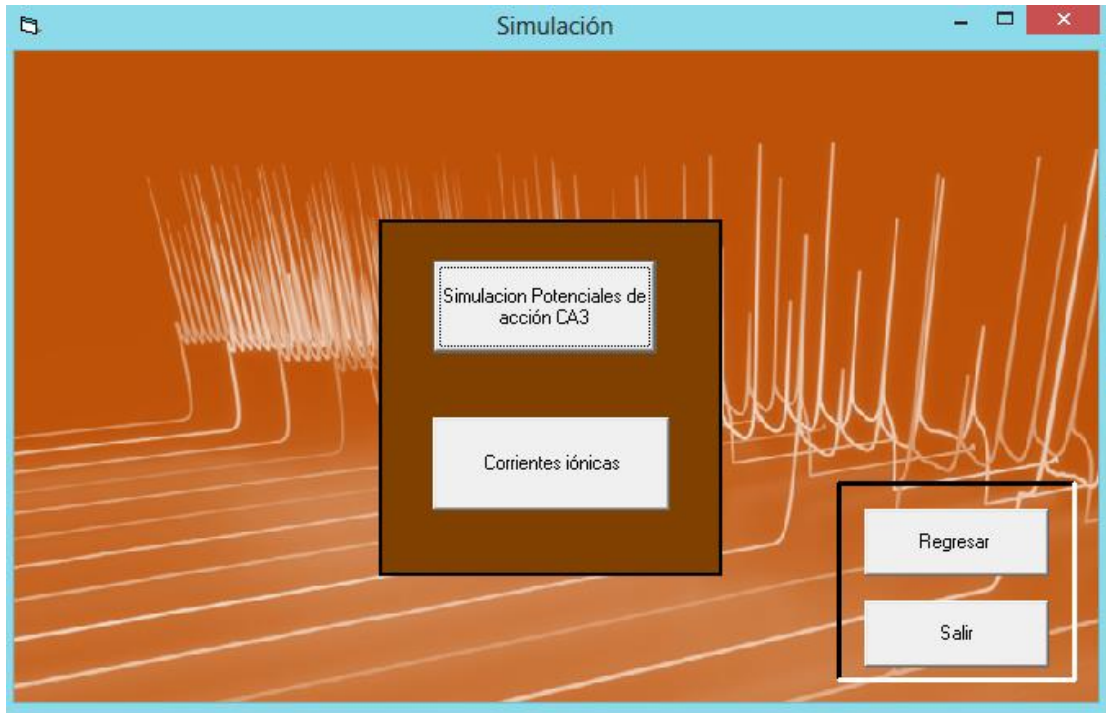 Simulación
Simulacion Potenciales de
acción CA3
Corrientes iónicas
Regresar
Salir